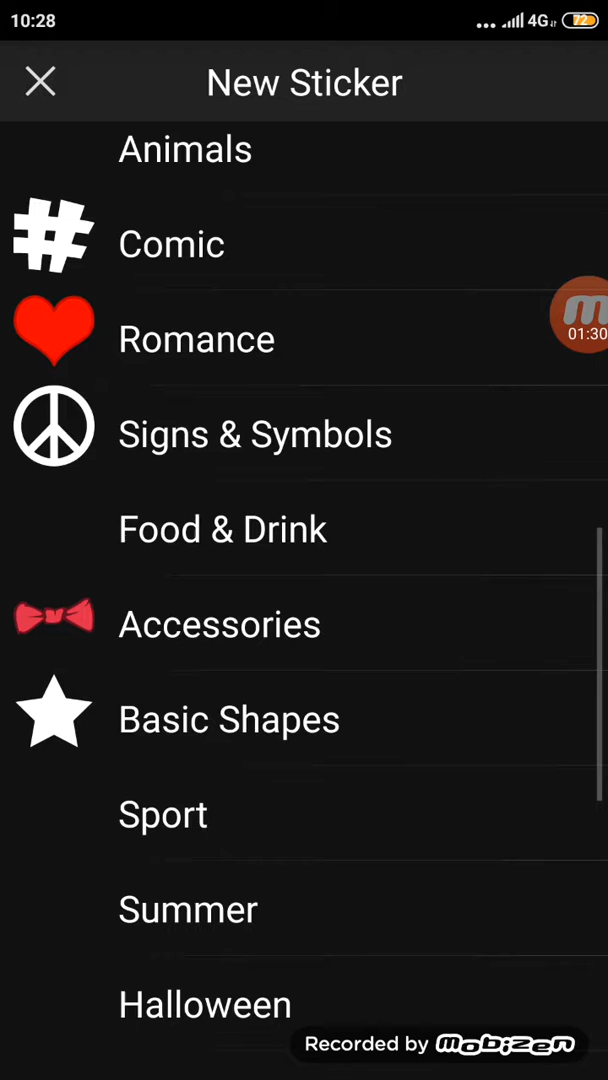 10:28
4G
72
New Sticker
Animals
Comic
Romance
01:30
Signs & Symbols
Food & Drink
Accessories
Basic Shapes
Sport
Summer
Halloween
Recorded by mobizen